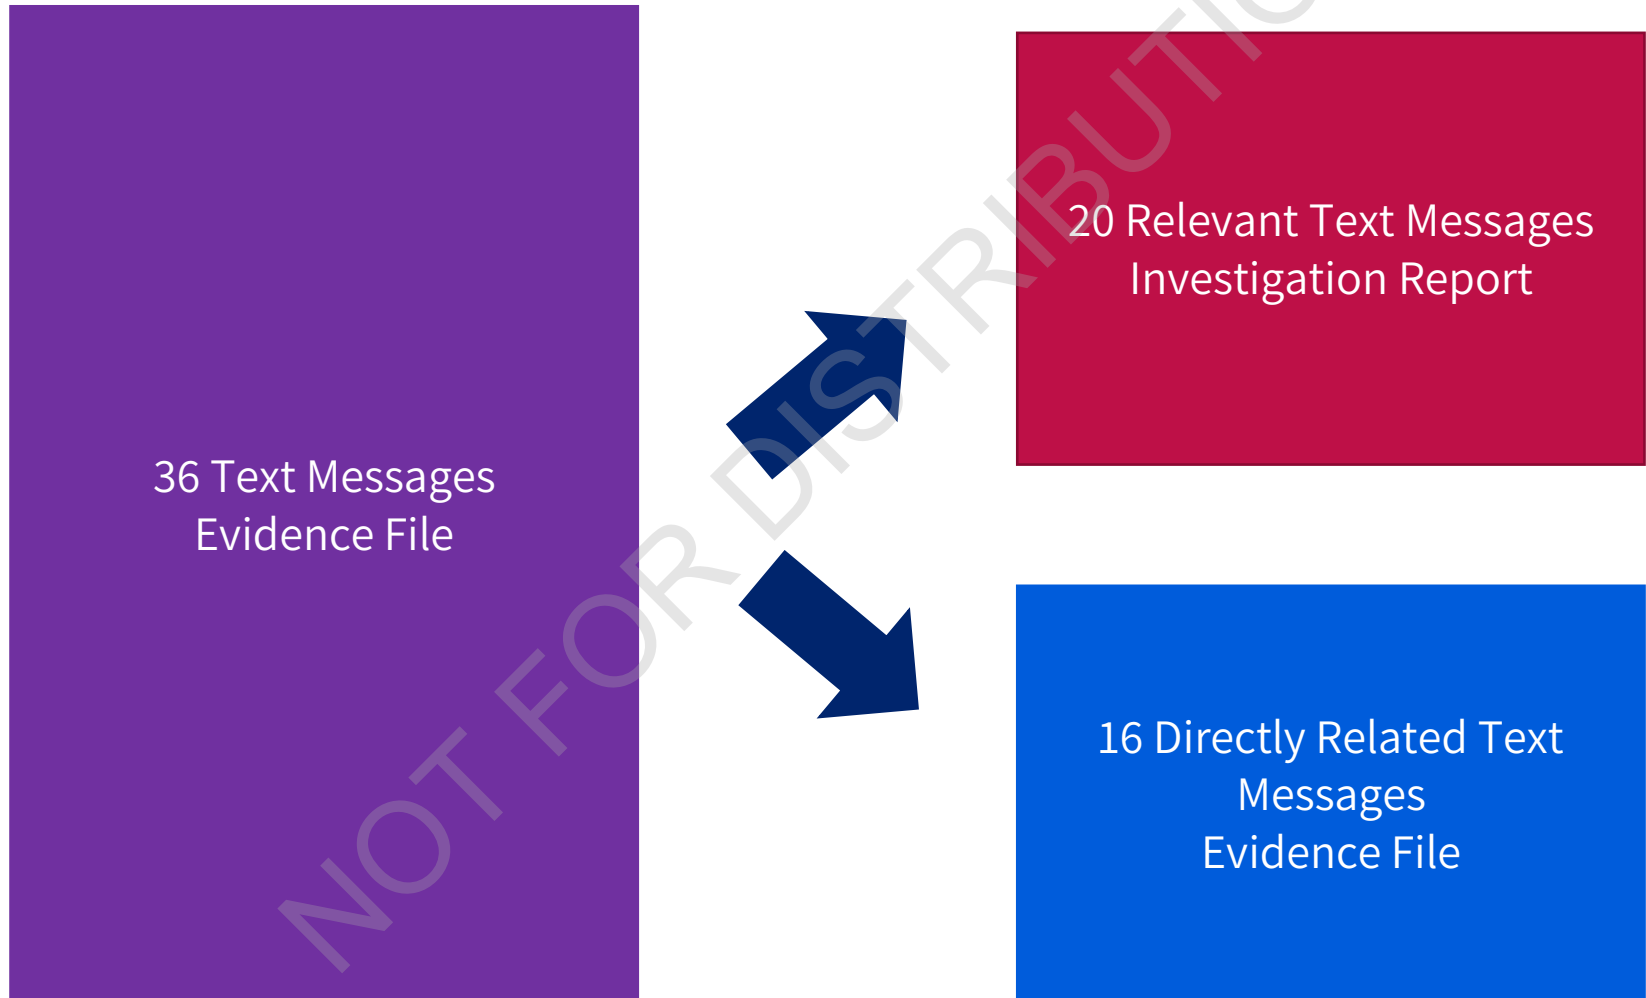 36 Text Messages
Evidence File
20 Relevant Text Messages
Investigation Report
16 Directly Related Text
Messages
Evidence File
NOT FOR DISTRIBUTIO